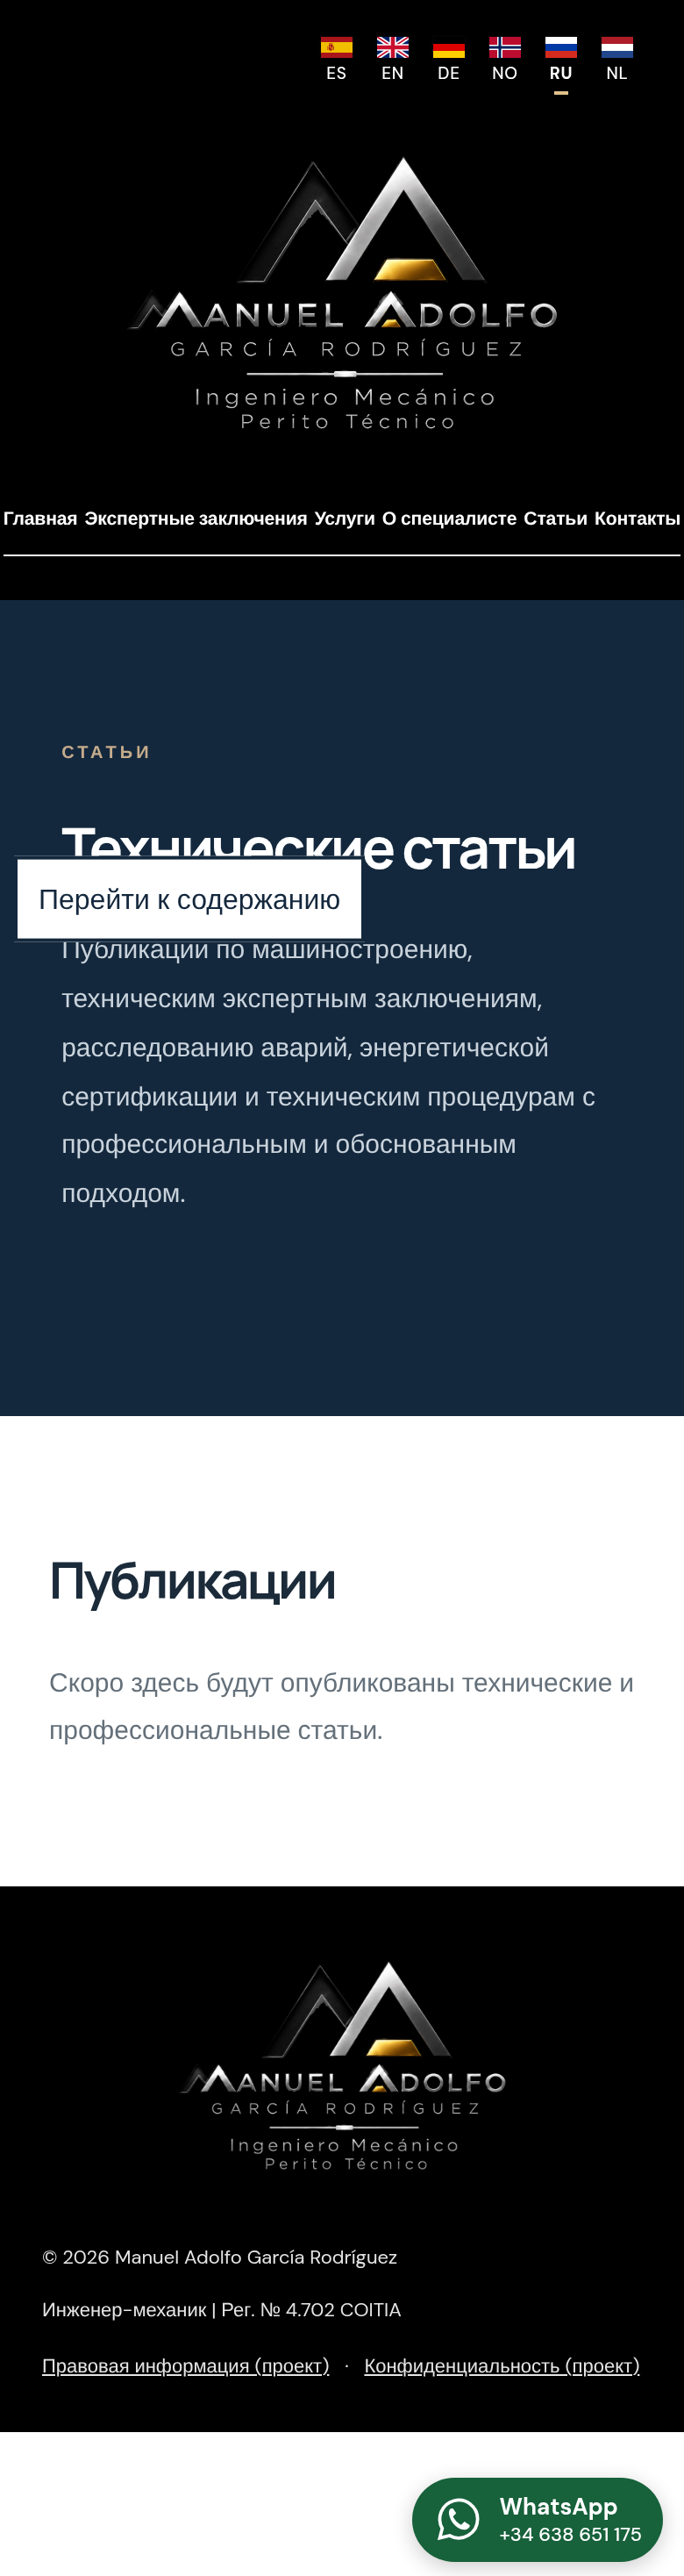 ES EN DE NO RU NL
MANUEL ADOLFO
GARCÍA RODRÍGUEZ
Ingeniero Mecánico
Perito Técnico
Главная Экспертные заключения Услуги О специалисте Статьи Контакты
СТАТЬИ
Технические статьи
Перейти к содержанию
Публикации по машиностроению,
техническим экспертным заключениям,
расследованию аварий, энергетической
сертификации и техническим процедурам с
профессиональным и обоснованным
подходом.
Публикации
Скоро здесь будут опубликованы технические и
профессиональные статьи.
MANUEL ADOLFO
GARCÍA RODRÍGUEZ
Ingeniero Mecánico
Perito Técnico
© 2026 Manuel Adolfo García Rodríguez
Инженер-механик | Рег. № 4.702 COITIA
Правовая информация (проект) · Конфиденциальность (проект)
WhatsApp
+34 638 651 175